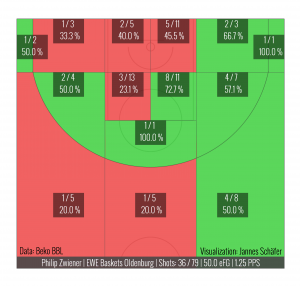 1 / 3
33.3 %
2 / 5
40.0 %
5 / 11
45.5 %
2 / 3
66.7 %
1 / 2
50.0 %
1 / 1
100.0 %
2 / 4
50.0 %
3 / 13
23.1 %
8 / 11
72.7 %
4 / 7
57.1 %
1 / 1
100.0 %
1 / 5
20.0 %
1 / 5
20.0 %
4 / 8
50.0 %
Data: Beko BBL
Visualization: Jannes Schäfer
Philip Zwiener | EWE Baskets Oldenburg | Shots: 36 / 79 | 50.0 eFG | 1.25 PPS